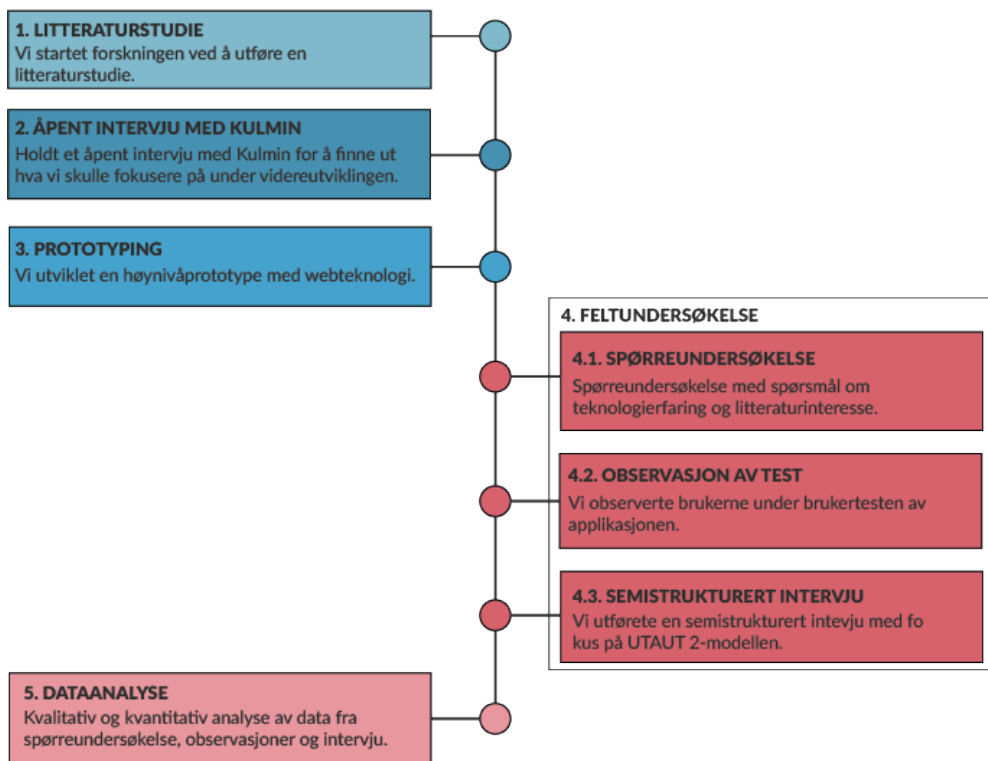 1. LITTERATURSTUDIE
Vi startet forskningen ved å utføre en
litteraturstudie.
2. ÅPENT INTERVJU MED KULMIN
Holdt et åpent intervju med Kulmin for å finne ut
hva vi skulle fokusere på under videreutviklingen.
3. PROTOTYPING
Vi utviklet en høynivåprototype med webteknologi.
4. FELTUNDERSØKELSE
4.1. SPØRREUNDERSØKELSE
Spørreundersøkelse med spørsmål om
teknologierfaring og litteraturinteresse.
4.2. OBSERVASJON AV TEST
Vi observerte brukerne under brukertesten av
applikasjonen.
4.3. SEMISTRUKTURERT INTERVJU
Vi utførete en semistrukturert intevju med fo
kus på UTAUT 2-modellen.
5. DATAANALYSE
Kvalitativ og kvantitativ analyse av data fra
spørreundersøkelse, observasjoner og intervju.